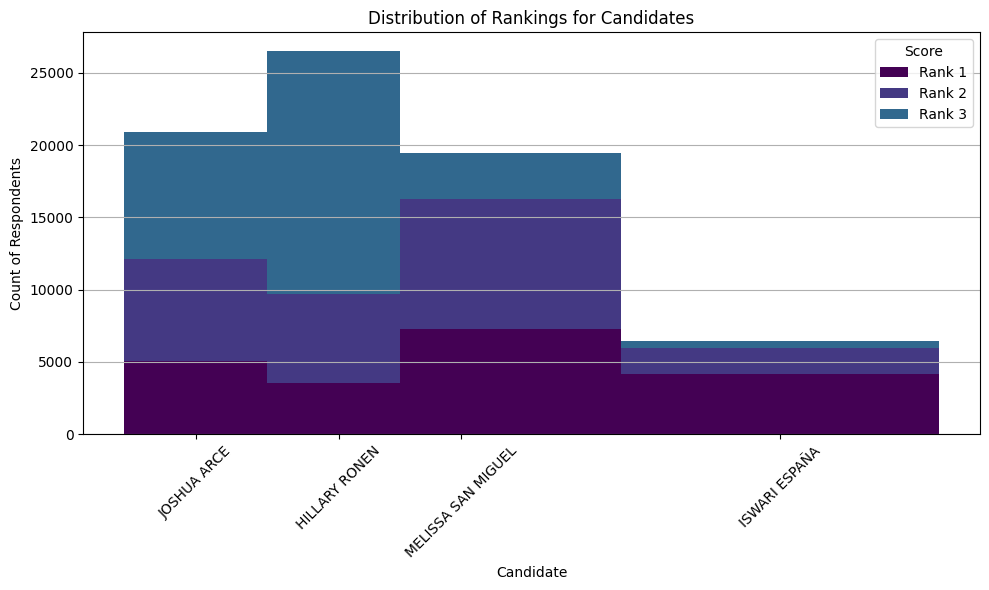 Distribution of Rankings for Candidates
Count of Respondents
25000
20000
15000
10000
5000
0
Score
Rank 1
Rank 2
Rank 3
JOSHUA ARCE
HILLARY RONEN
MELISSA SAN MIGUEL
ISWARI ESPAÑA
Candidate